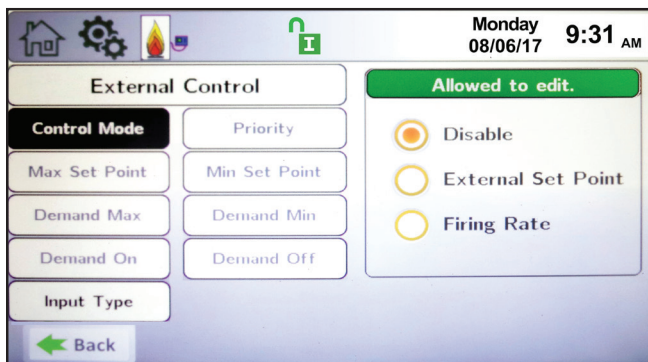 Monday
08/06/17 9:31 AM
I
External Control
Allowed to edit.
Control Mode
Priority
Max Set Point
Min Set Point
Demand Max
Demand Min
Demand On
Demand Off
Input Type
Disable
External Set Point
Firing Rate
Back